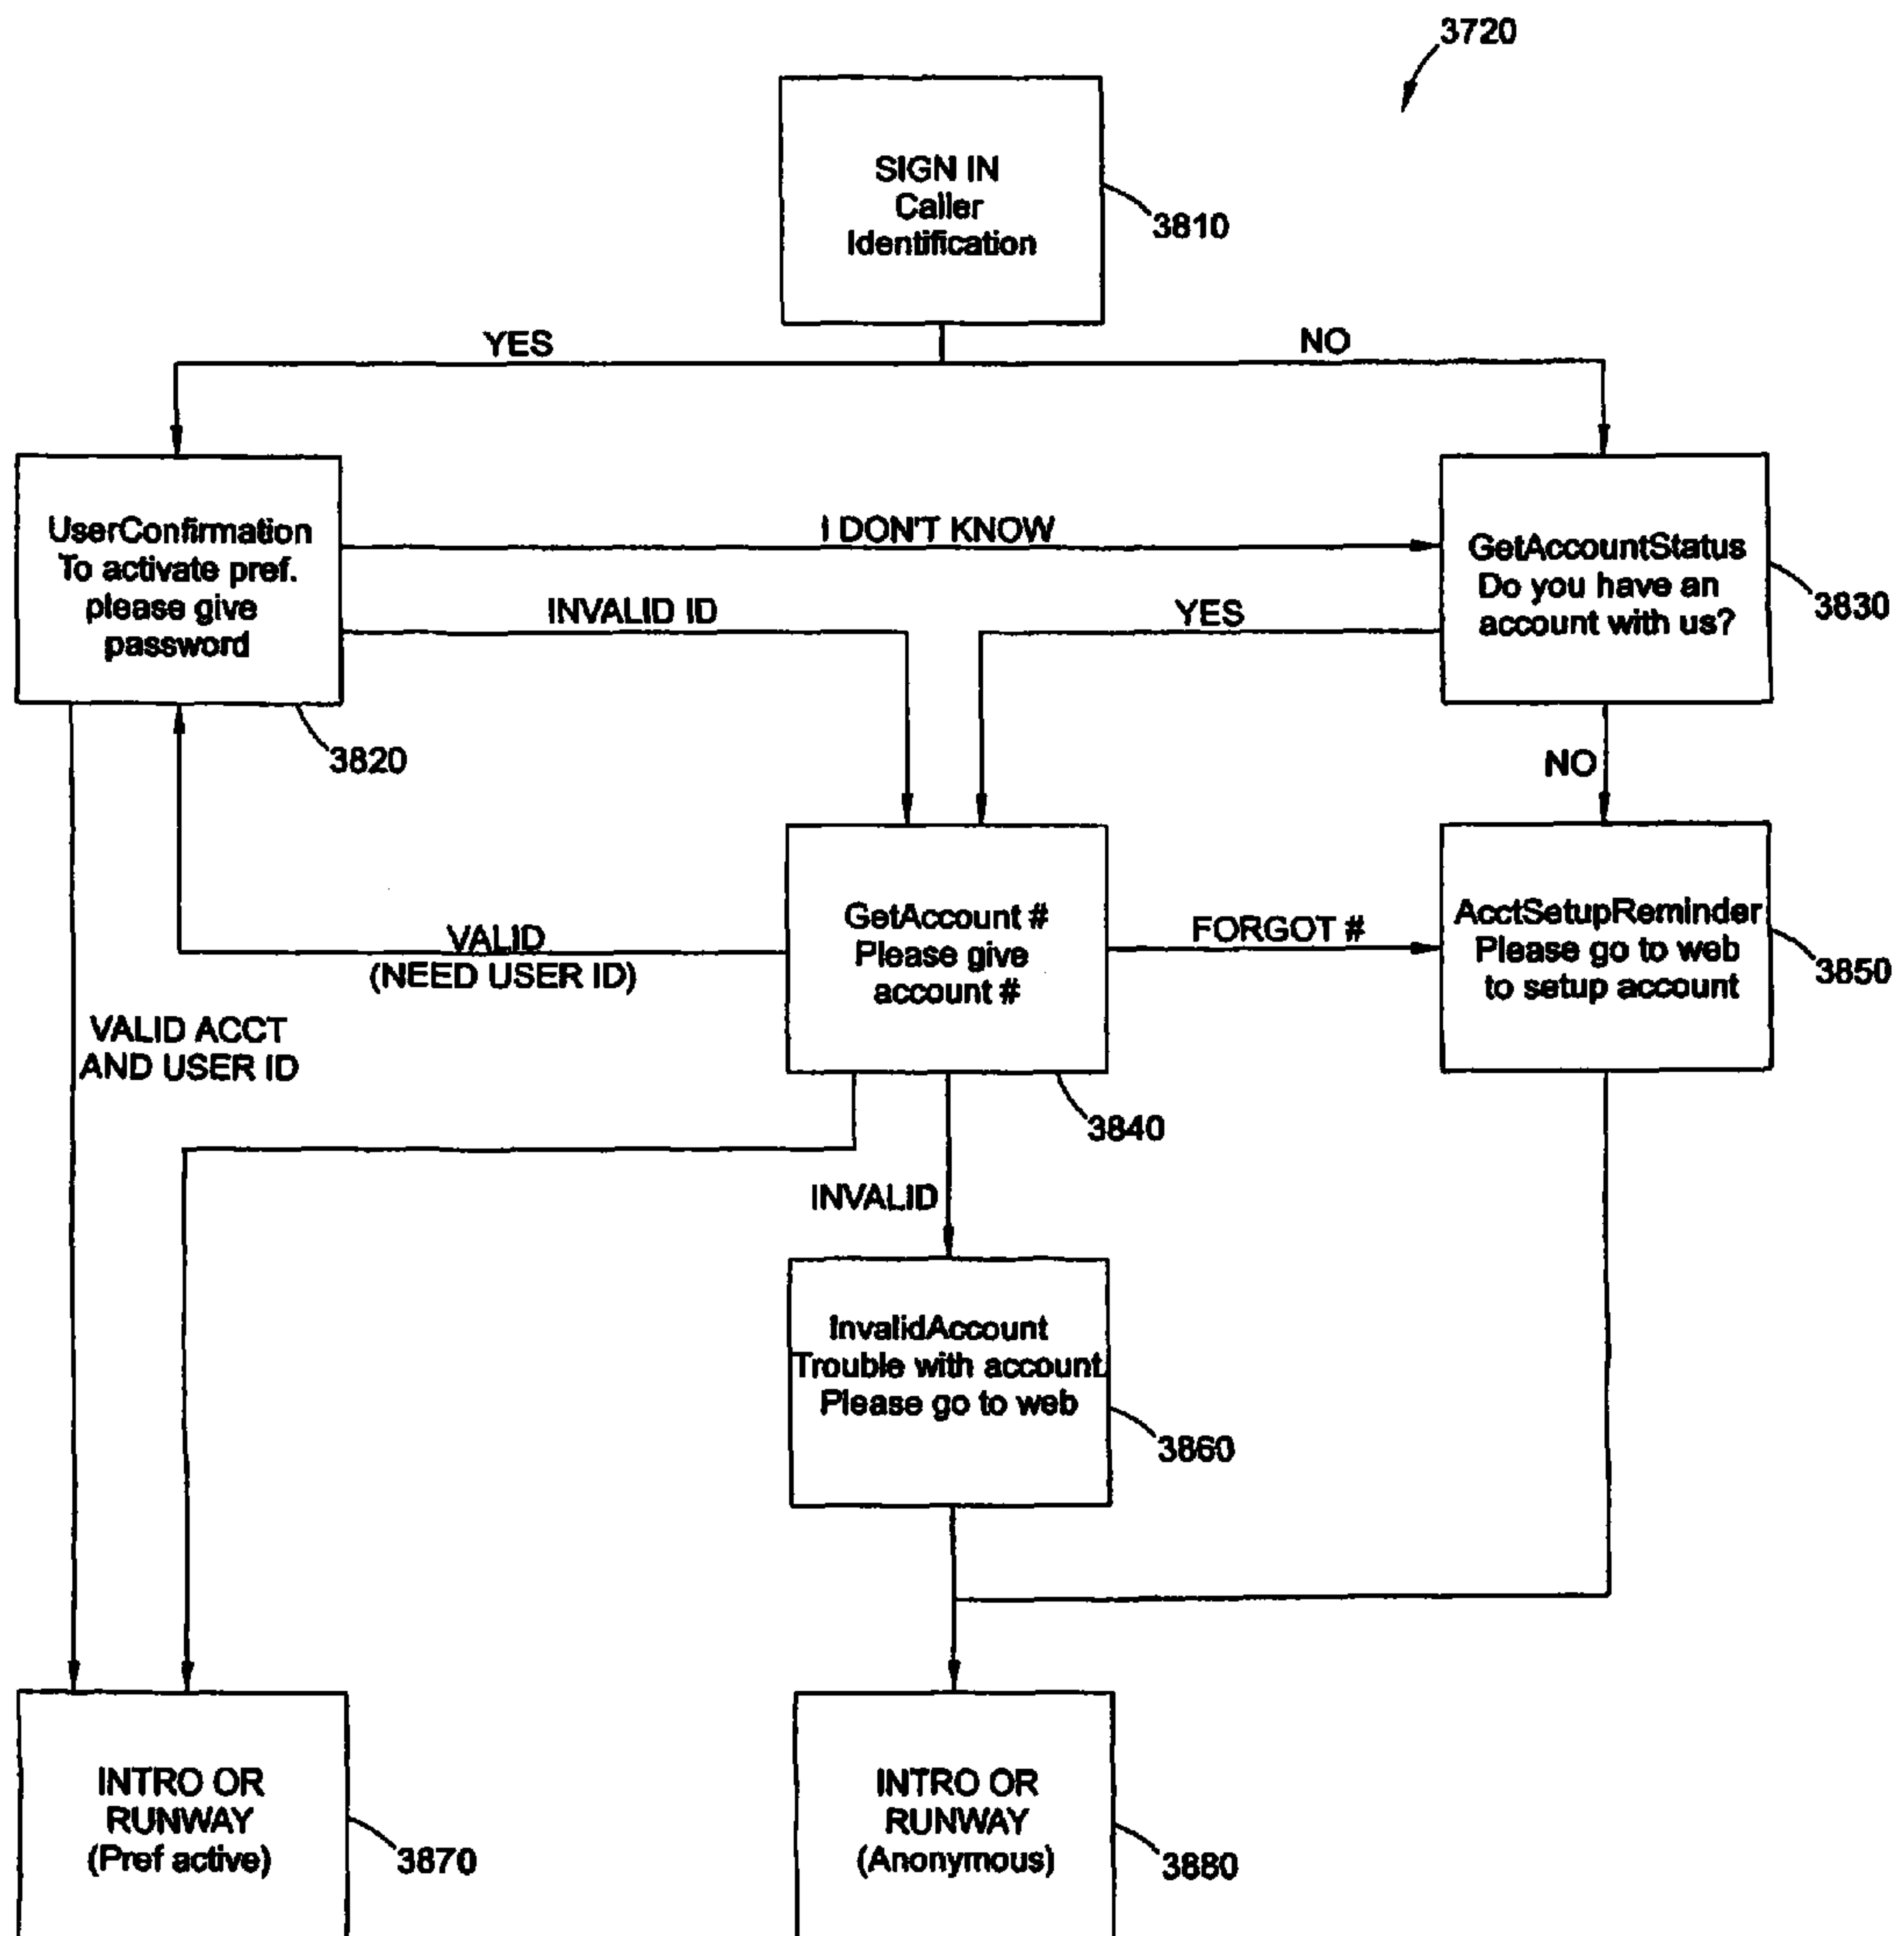 3720
SIGN IN
Caller
Identification
3810
YES
NO
UserConfirmation
To activate pref.
please give
password
3820
I DON'T KNOW
INVALID ID
YES
GetAccountStatus
Do you have an
account with us?
3830
NO
GetAccount #
Please give
account #
3840
VALID
(NEED USER ID)
FORGOT #
AcctSetupReminder
Please go to web
to setup account
3850
VALID ACCT
AND USER ID
INVALID
InvalidAccount
Trouble with account.
Please go to web
3860
INTRO OR
RUNWAY
(Pref active)
3870
INTRO OR
RUNWAY
(Anonymous)
3880